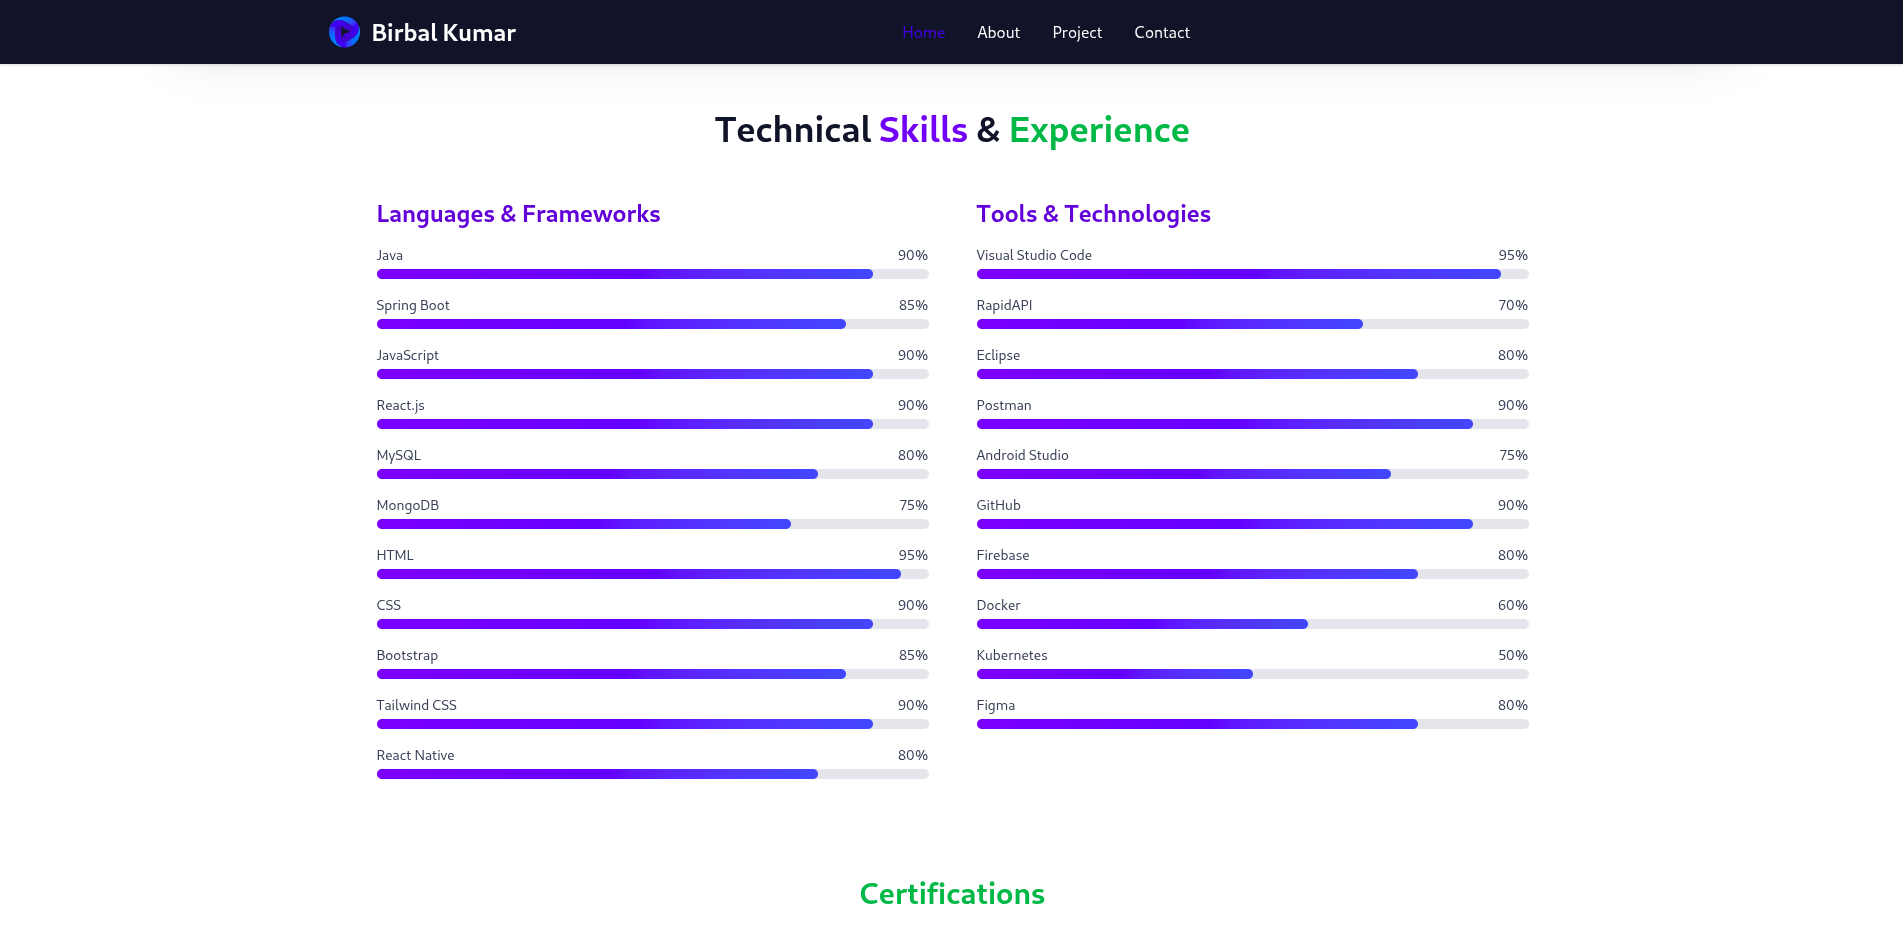 Birbal Kumar
Home About Project Contact
Technical Skills & Experience
Languages & Frameworks
Java 90%
Spring Boot 85%
JavaScript 90%
React.js 90%
MySQL 80%
MongoDB 75%
HTML 95%
CSS 90%
Bootstrap 85%
Tailwind CSS 90%
React Native 80%
Tools & Technologies
Visual Studio Code 95%
RapidAPI 70%
Eclipse 80%
Postman 90%
Android Studio 75%
GitHub 90%
Firebase 80%
Docker 60%
Kubernetes 50%
Figma 80%
Certifications